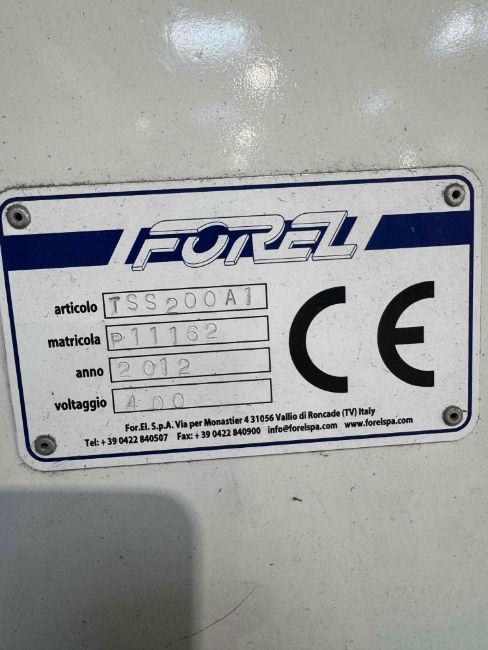 FOREL
articolo TSS200A1
matricola P11162
anno 2012
voltaggio 400
CE
For.El. S.p.A. Via per Monastier 4 31056 Vallio di Roncade (TV) Italy
Tel: +39 0422 840507 Fax: +39 0422 840900 info@forelspa.com www.forelspa.com